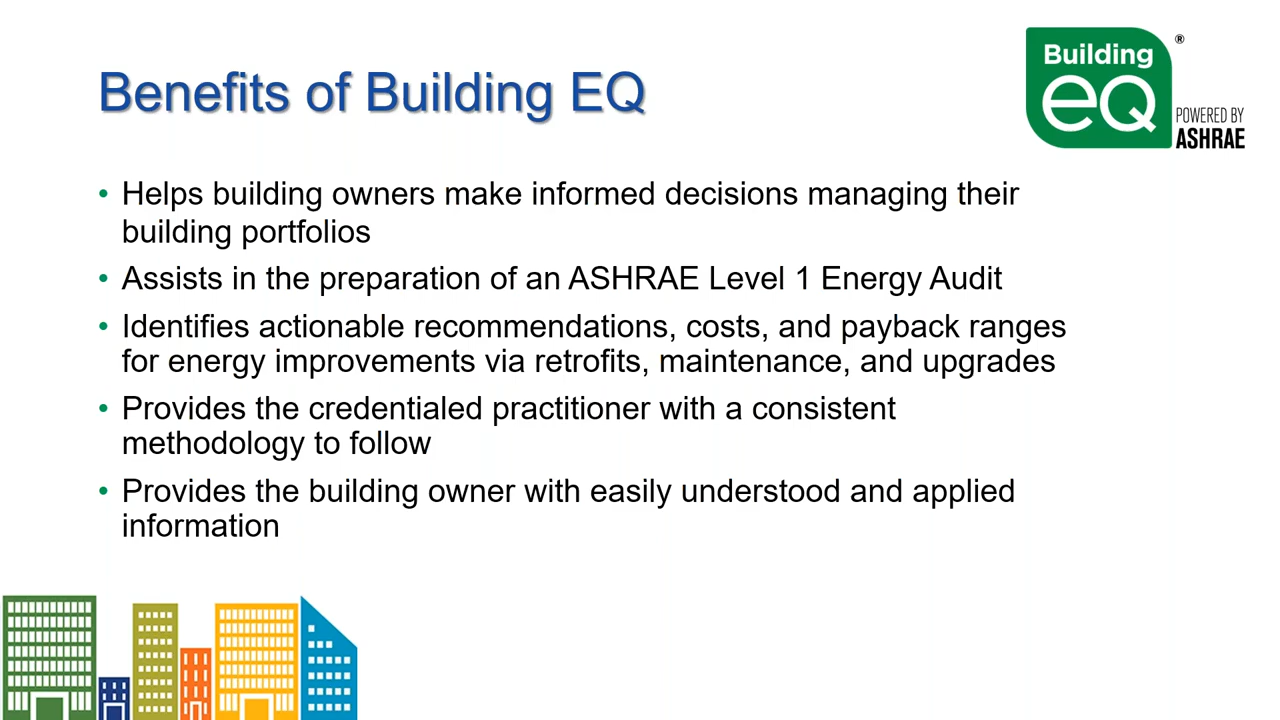 Benefits of Building EQ
Building
eQ
®
POWERED BY
ASHRAE
• Helps building owners make informed decisions managing their
building portfolios
• Assists in the preparation of an ASHRAE Level 1 Energy Audit
• Identifies actionable recommendations, costs, and payback ranges
for energy improvements via retrofits, maintenance, and upgrades
• Provides the credentialed practitioner with a consistent
methodology to follow
• Provides the building owner with easily understood and applied
information